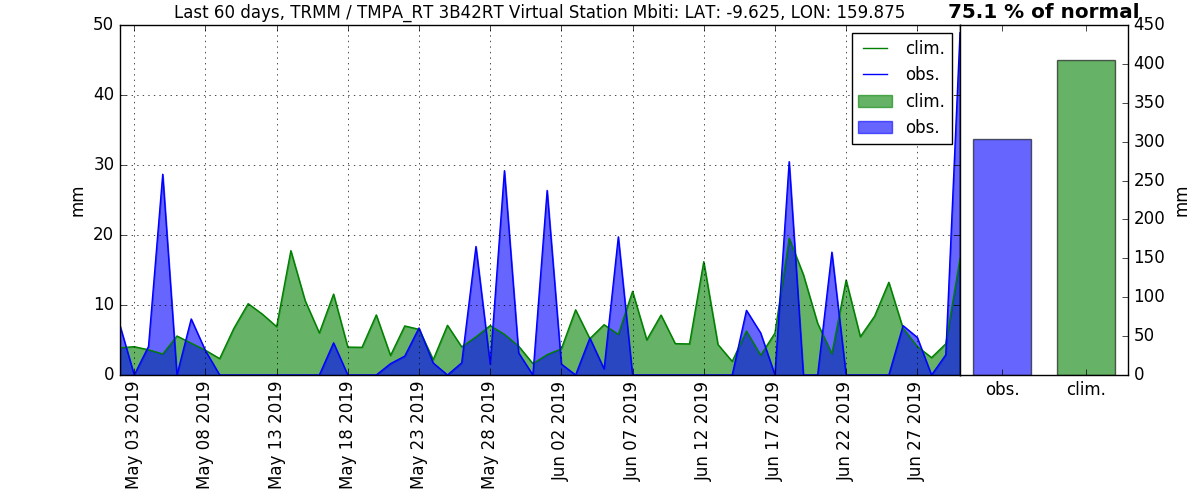 Last 60 days, TRMM / TMPA_RT 3B42RT Virtual Station Mbiti: LAT: -9.625, LON: 159.875
75.1 % of normal
mm
50
40
30
20
10
0
clim.
obs.
clim.
obs.
May 03 2019
May 08 2019
May 13 2019
May 18 2019
May 23 2019
May 28 2019
Jun 02 2019
Jun 07 2019
Jun 12 2019
Jun 17 2019
Jun 22 2019
Jun 27 2019
450
400
350
300
250
200
150
100
50
0
mm
obs.
clim.